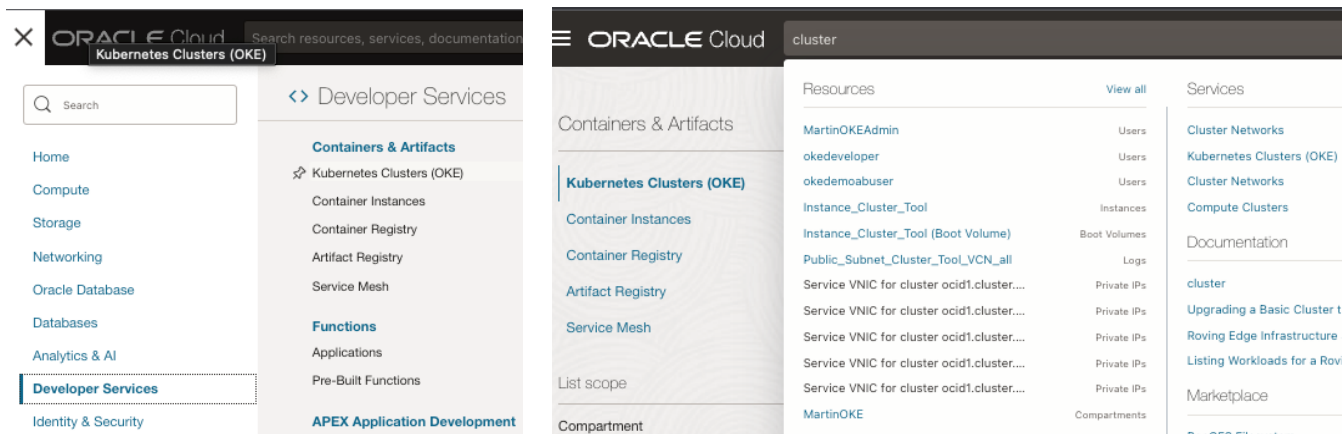 ORACLE Cloud
Search resources, services, documentation
Kubernetes Clusters (OKE)
Search
Home
Compute
Storage
Networking
Oracle Database
Databases
Analytics & AI
Developer Services
Identity & Security
Developer Services
Containers & Artifacts
Kubernetes Clusters (OKE)
Container Instances
Container Registry
Artifact Registry
Service Mesh
Functions
Applications
Pre-Built Functions
APEX Application Development
ORACLE Cloud
cluster
Containers & Artifacts
Kubernetes Clusters (OKE)
Container Instances
Container Registry
Artifact Registry
Service Mesh
List scope
Compartment
Resources View all
MartinOKEAdmin Users
okedeveloper Users
okedemoabuser Users
Instance_Cluster_Tool Instances
Instance_Cluster_Tool (Boot Volume) Boot Volumes
Public_Subnet_Cluster_Tool_VCN_all Logs
Service VNIC for cluster ocid1.cluster.... Private IPs
Service VNIC for cluster ocid1.cluster.... Private IPs
Service VNIC for cluster ocid1.cluster.... Private IPs
Service VNIC for cluster ocid1.cluster.... Private IPs
Service VNIC for cluster ocid1.cluster.... Private IPs
MartinOKE Compartments
Services
Cluster Networks
Kubernetes Clusters (OKE)
Cluster Networks
Compute Clusters
Documentation
cluster
Upgrading a Basic Cluster t
Roving Edge Infrastructure
Listing Workloads for a Rov
Marketplace